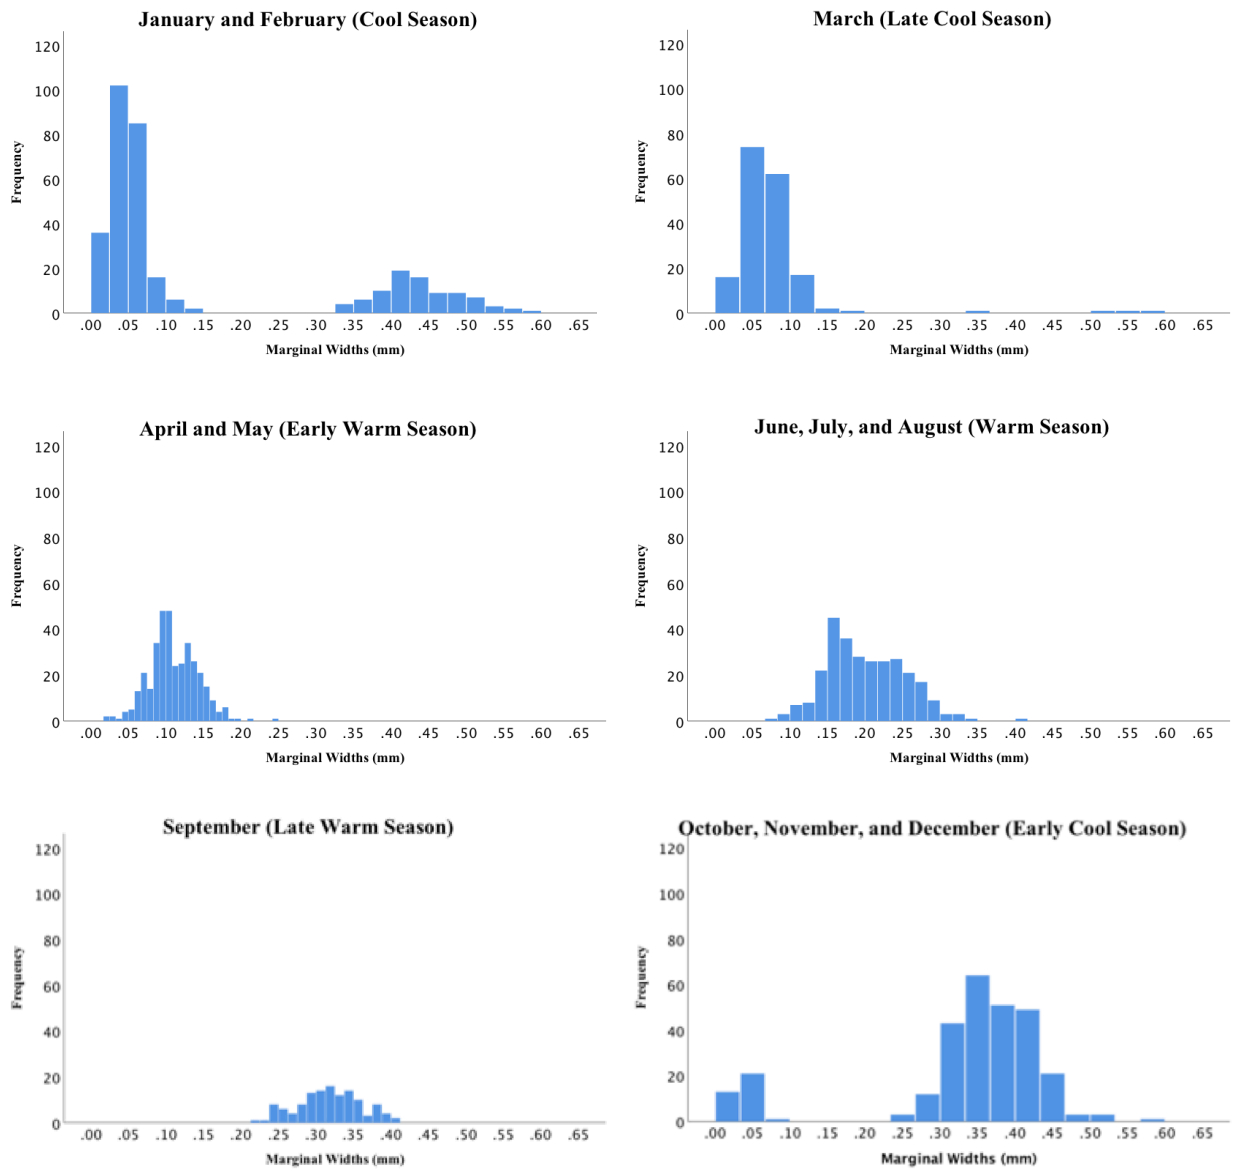 January and February (Cool Season)
120
100
80
60
40
20
0
Frequency
.00 .05 .10 .15 .20 .25 .30 .35 .40 .45 .50 .55 .60 .65
Marginal Widths (mm)
March (Late Cool Season)
120
100
80
60
40
20
0
Frequency
.00 .05 .10 .15 .20 .25 .30 .35 .40 .45 .50 .55 .60 .65
Marginal Widths (mm)
April and May (Early Warm Season)
120
100
80
60
40
20
0
Frequency
.00 .05 .10 .15 .20 .25 .30 .35 .40 .45 .50 .55 .60 .65
Marginal Widths (mm)
June, July, and August (Warm Season)
120
100
80
60
40
20
0
Frequency
.00 .05 .10 .15 .20 .25 .30 .35 .40 .45 .50 .55 .60 .65
Marginal Widths (mm)
September (Late Warm Season)
120
100
80
60
40
20
0
Frequency
.00 .05 .10 .15 .20 .25 .30 .35 .40 .45 .50 .55 .60 .65
Marginal Widths (mm)
October, November, and December (Early Cool Season)
120
100
80
60
40
20
0
Frequency
.00 .05 .10 .15 .20 .25 .30 .35 .40 .45 .50 .55 .60 .65
Marginal Widths (mm)